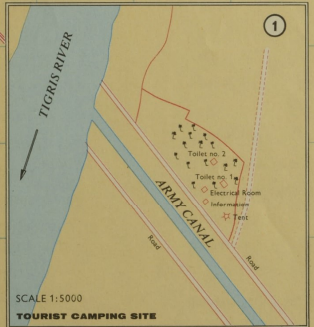 1
TIGRIS RIVER
Toilet no. 2
Toilet no. 1
Electrical Room
Information
Tent
ARMY CANAL
Road
Road
SCALE 1:5000
TOURIST CAMPING SITE